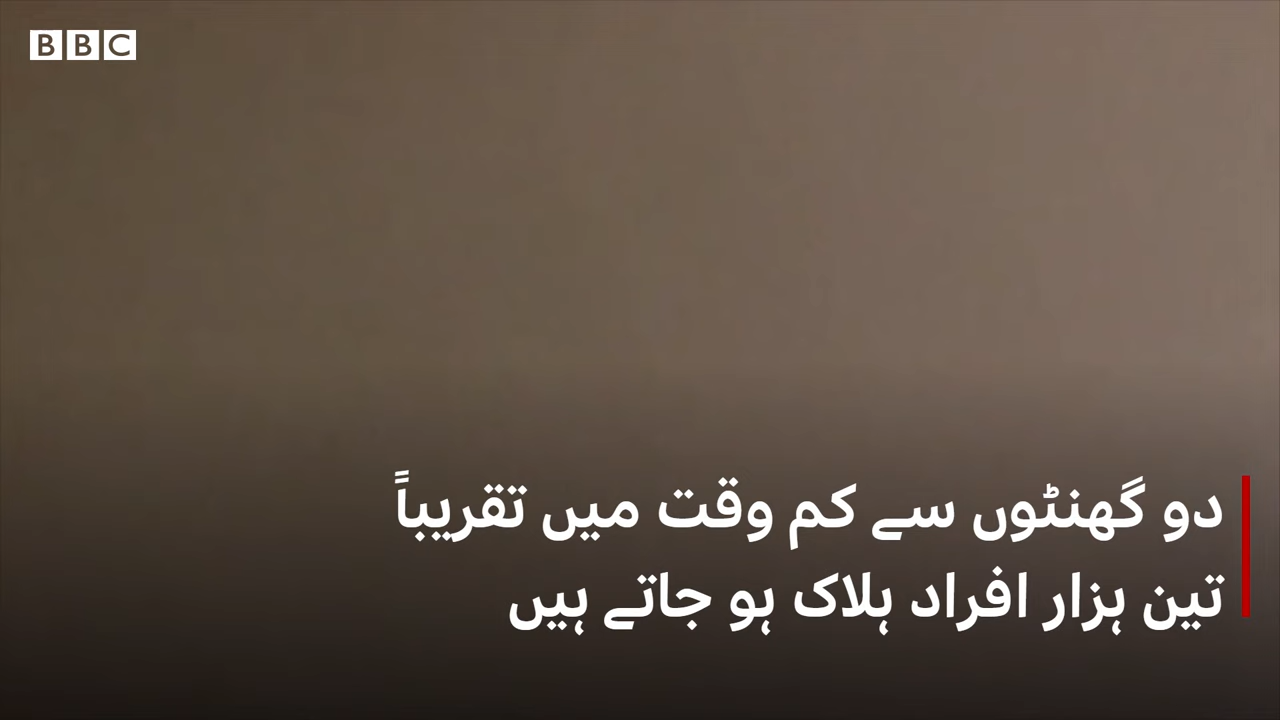 BBC
دو گھنٹوں سے کم وقت میں تقریباً
تین ہزار افراد ہلاک ہو جاتے ہیں